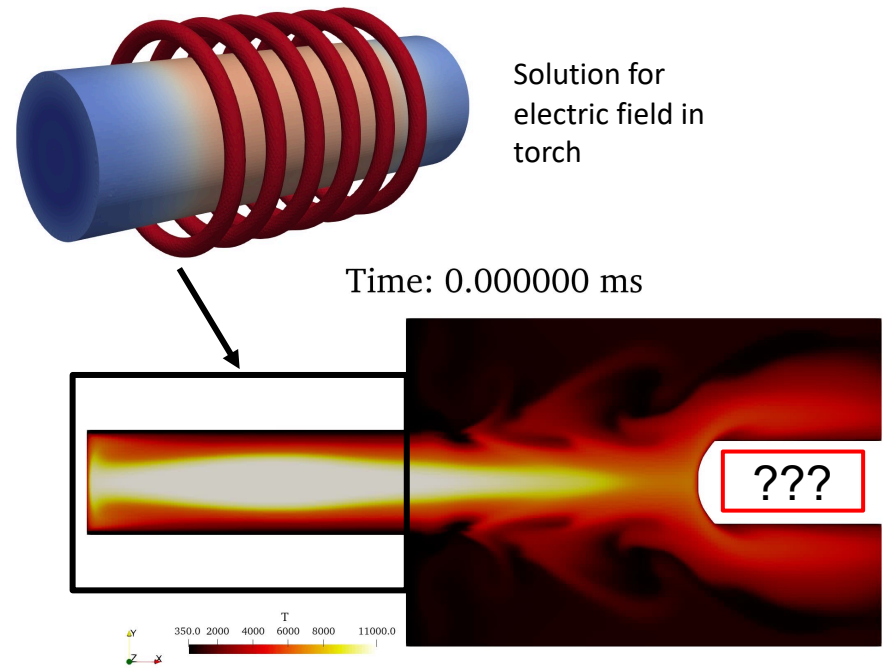 Solution for
electric field in
torch
Time: 0.000000 ms
???
T
350.0 2000 4000 6000 8000 11000.0
Y
Z X